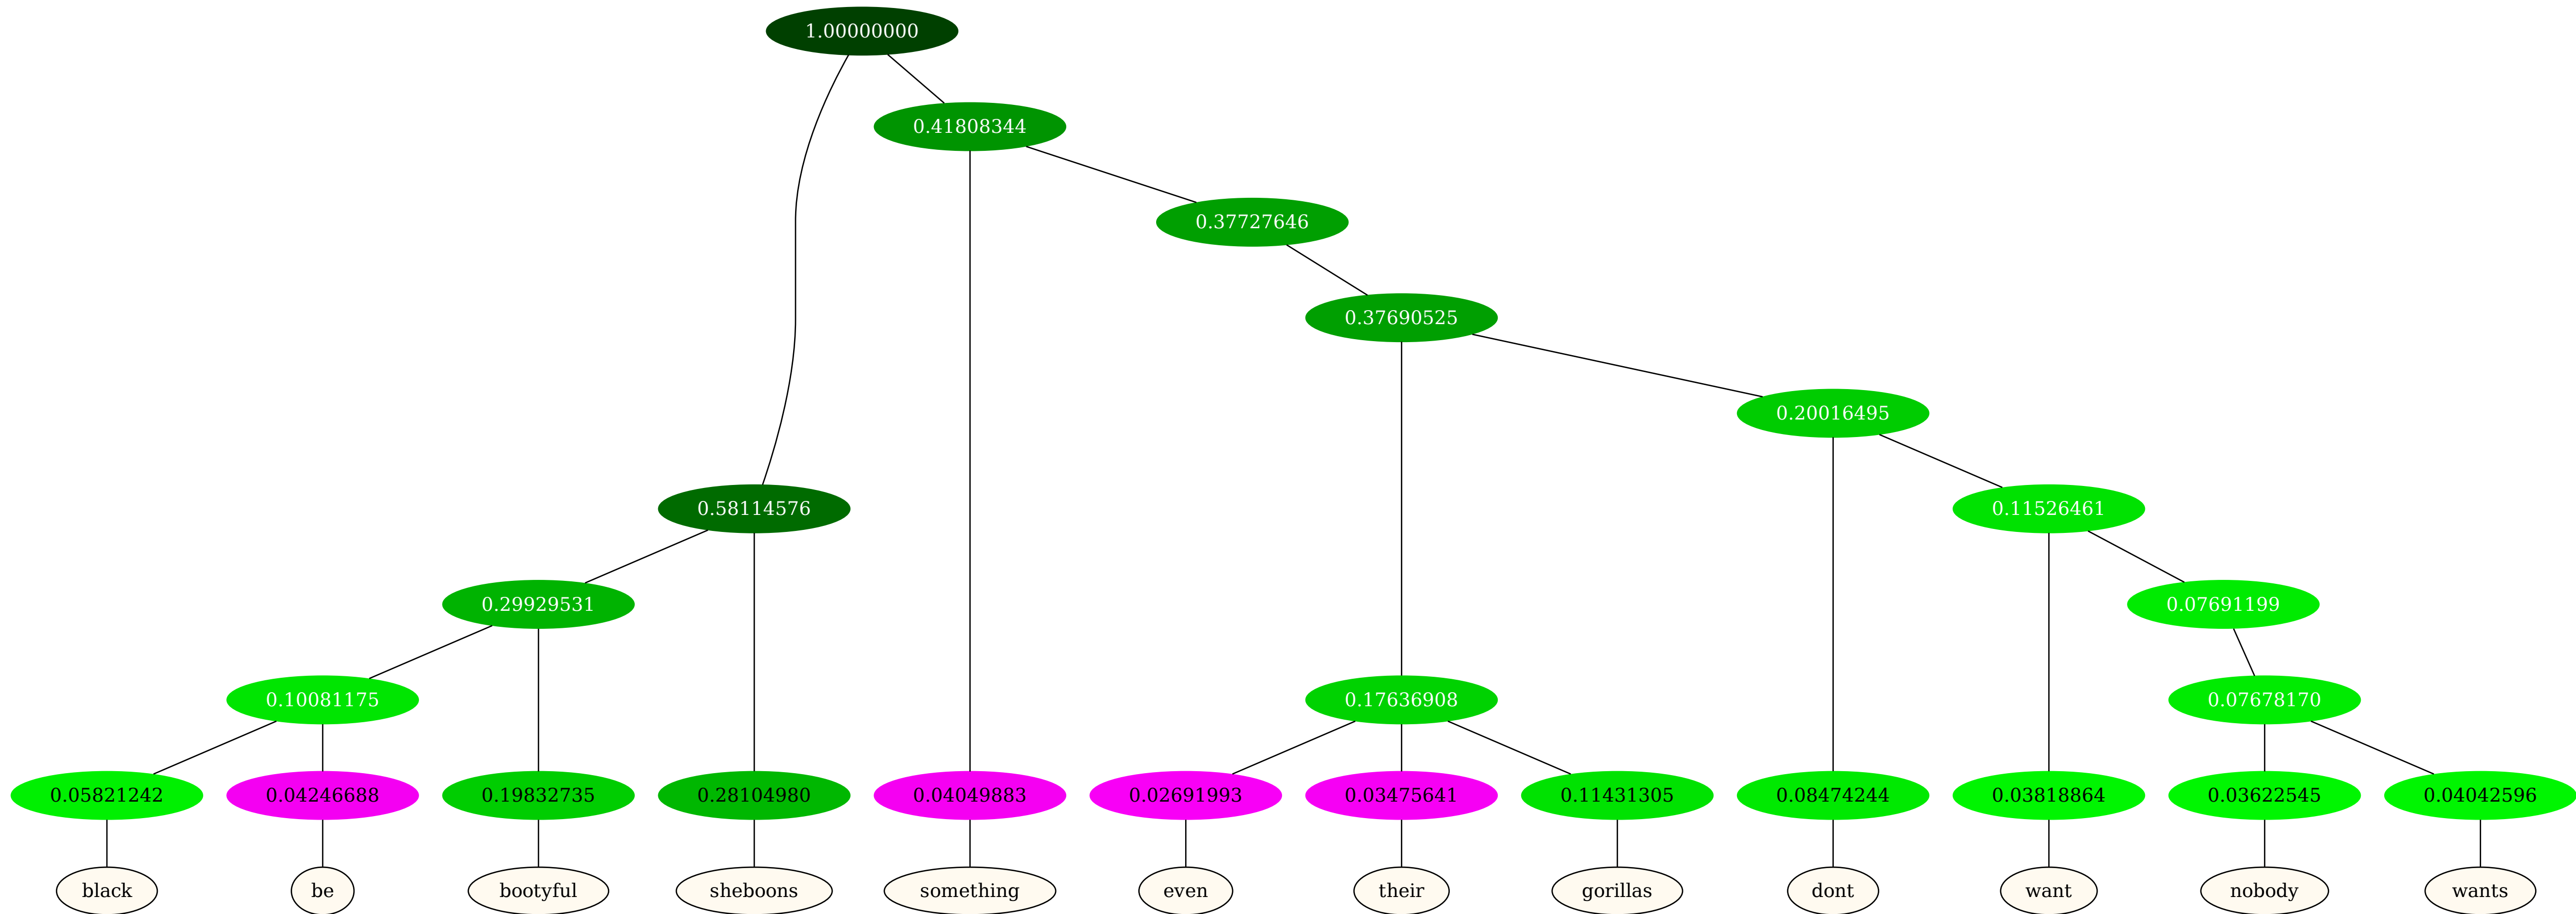 1.00000000
0.41808344
0.37727646
0.37690525
0.20016495
0.58114576 0.11526461
0.29929531 0.07691199
0.10081175 0.17636908 0.07678170
0.05821242 0.04246688 0.19832735 0.28104980 0.04049883 0.02691993 0.03475641 0.11431305 0.08474244 0.03818864 0.03622545 0.04042596
black be bootyful sheboons something even their gorillas dont want nobody wants